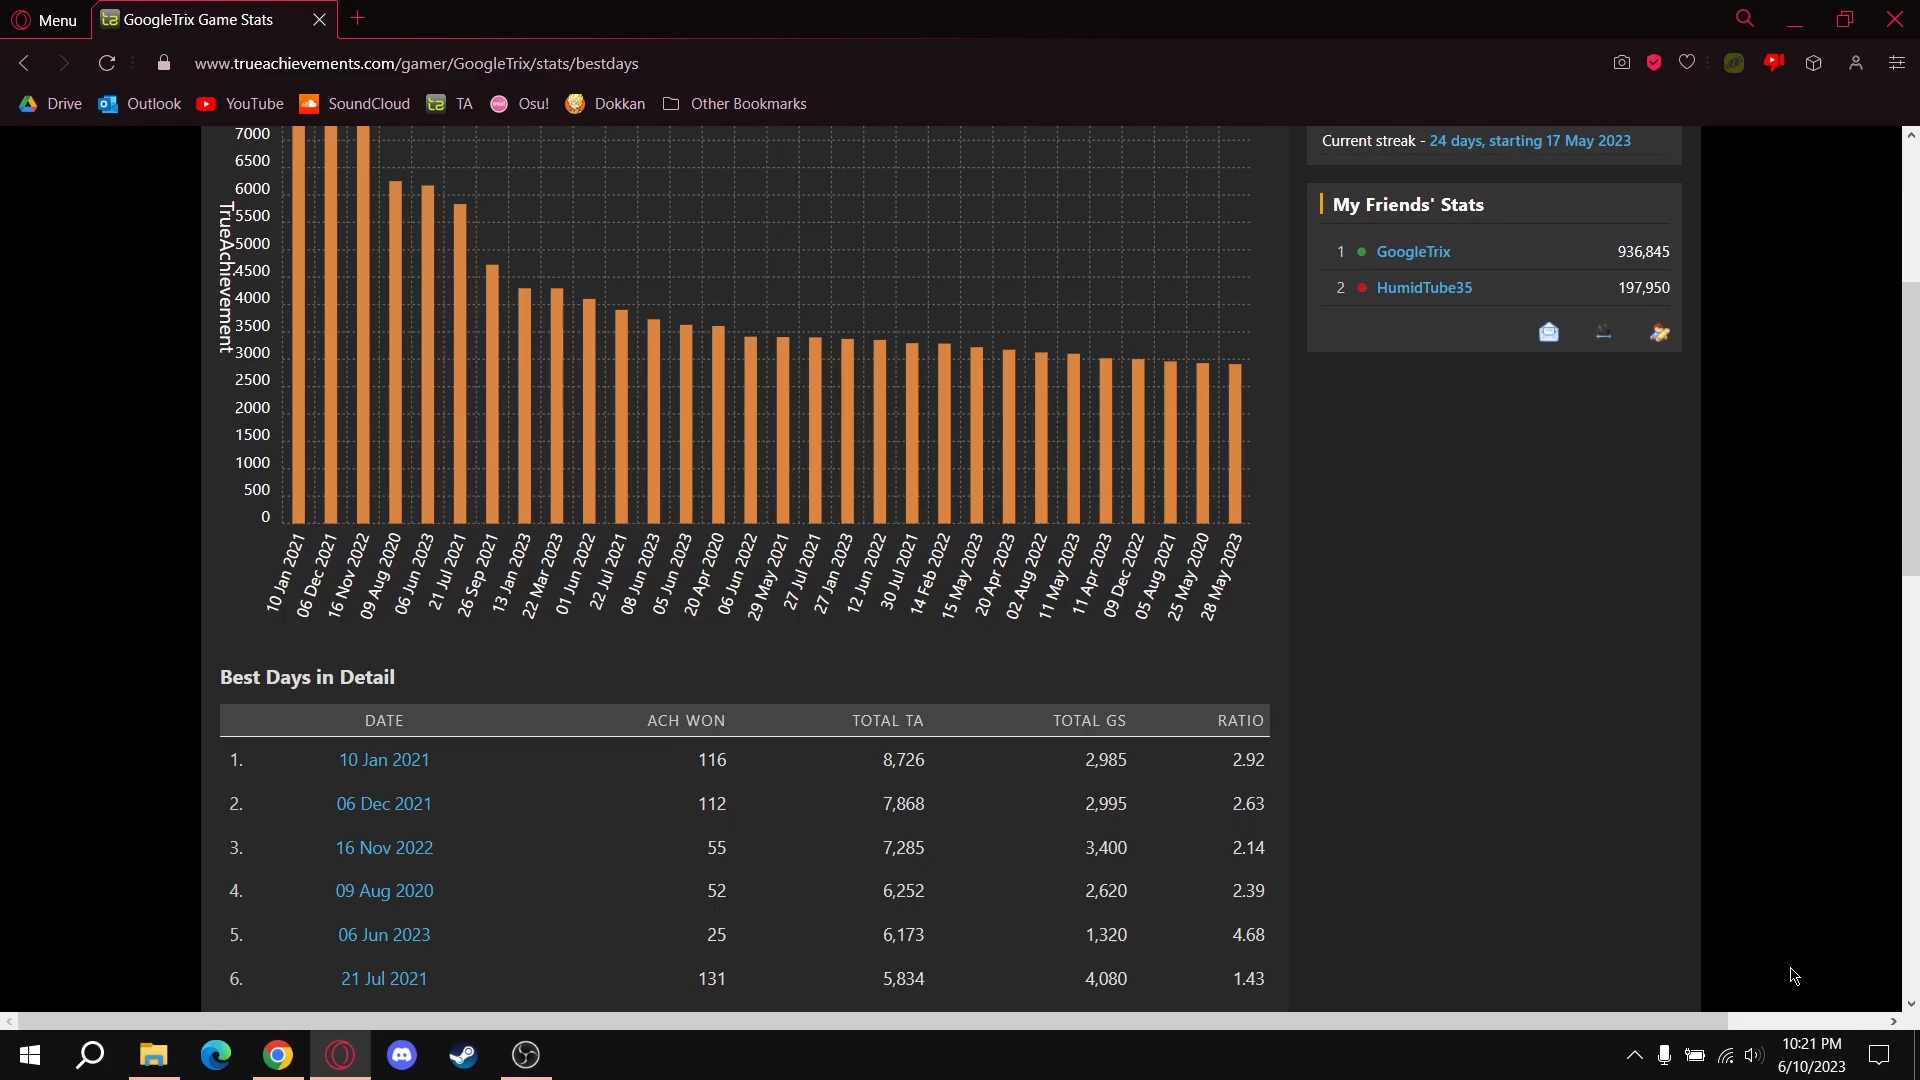 Menu
GoogleTrix Game Stats
www.trueachievements.com/gamer/GoogleTrix/stats/bestdays
Drive
Outlook
YouTube
SoundCloud
TA
Osu!
Dokkan
Other Bookmarks
TrueAchievement
7000
6500
6000
5500
5000
4500
4000
3500
3000
2500
2000
1500
1000
500
0
10 Jan 2021
06 Dec 2021
16 Nov 2022
09 Aug 2020
06 Jun 2023
21 Jul 2021
26 Sep 2021
13 Jan 2023
22 Mar 2023
01 Jun 2022
22 Jul 2021
08 Jun 2023
05 Jun 2023
20 Apr 2020
06 Jun 2022
29 May 2021
27 Jul 2021
27 Jan 2023
12 Jun 2022
30 Jul 2021
14 Feb 2022
15 May 2023
20 Apr 2023
02 Aug 2022
11 May 2023
11 Apr 2023
09 Dec 2022
05 Aug 2021
25 May 2020
28 May 2023
Current streak - 24 days, starting 17 May 2023
My Friends' Stats
1 GoogleTrix 936,845
2 HumidTube35 197,950
Best Days in Detail
DATE ACH WON TOTAL TA TOTAL GS RATIO
1. 10 Jan 2021 116 8,726 2,985 2.92
2. 06 Dec 2021 112 7,868 2,995 2.63
3. 16 Nov 2022 55 7,285 3,400 2.14
4. 09 Aug 2020 52 6,252 2,620 2.39
5. 06 Jun 2023 25 6,173 1,320 4.68
6. 21 Jul 2021 131 5,834 4,080 1.43
10:21 PM
6/10/2023